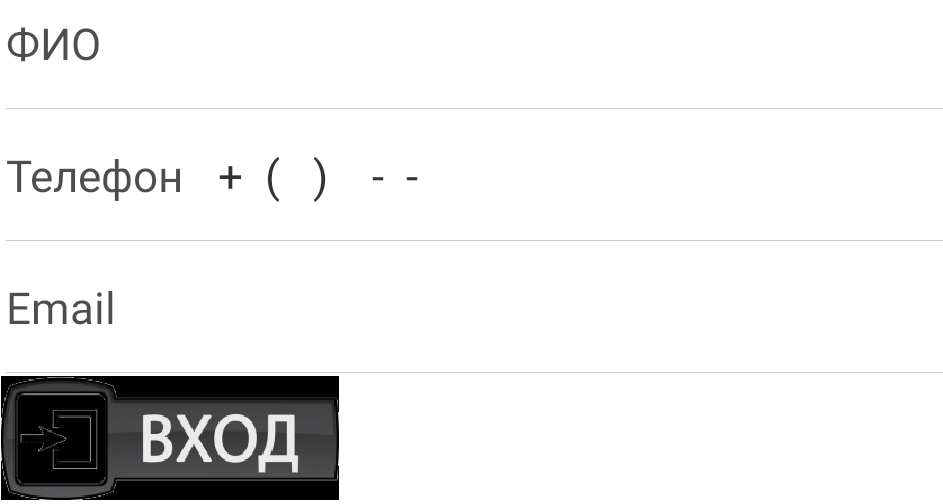 ФИО
Телефон + ( ) - -
Email
ВХОД